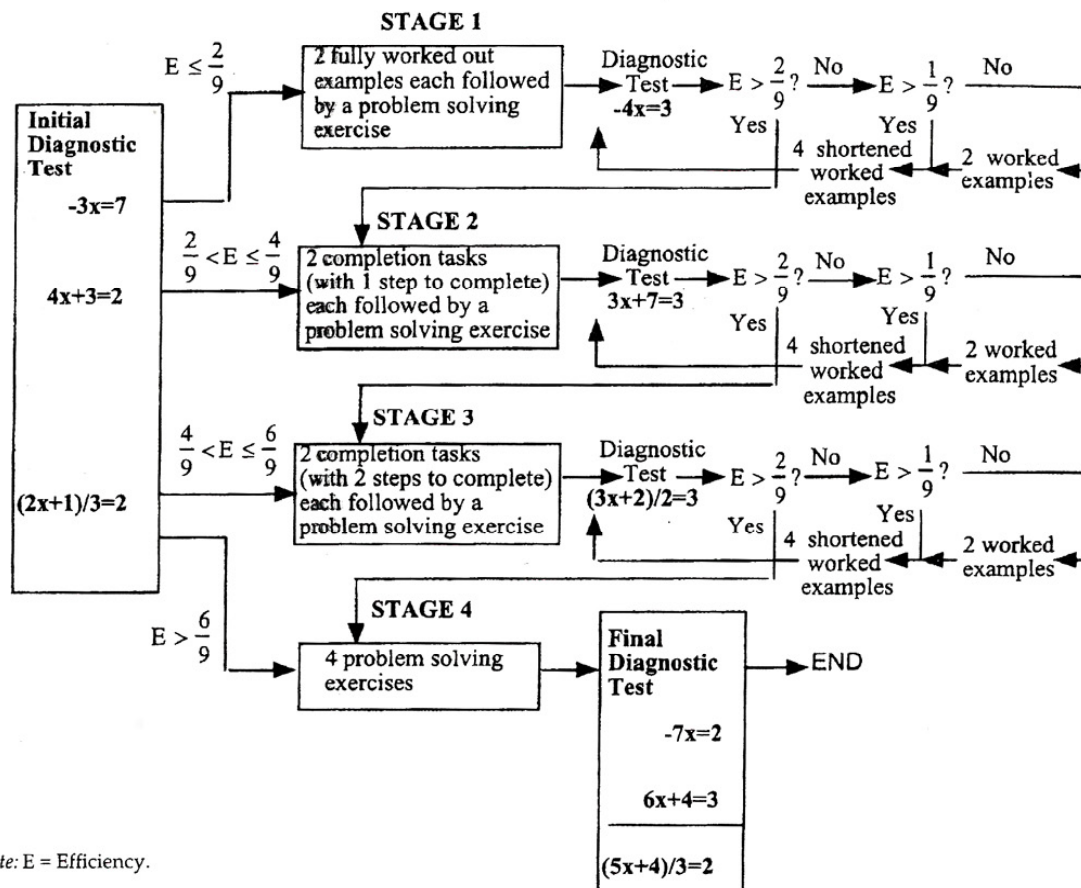 STAGE 1
E ≤ 2/9
2 fully worked out
examples each followed
by a problem solving
exercise
Diagnostic
Test
-4x=3
E > 2/9?
No
E > 1/9?
No
Yes
Yes
4 shortened
worked
examples
2 worked
examples
Initial
Diagnostic
Test
-3x=7
4x+3=2
(2x+1)/3=2
STAGE 2
2/9 < E ≤ 4/9
2 completion tasks
(with 1 step to complete)
each followed by a
problem solving exercise
Diagnostic
Test
3x+7=3
E > 2/9?
No
E > 1/9?
No
Yes
Yes
4 shortened
worked
examples
2 worked
examples
STAGE 3
4/9 < E ≤ 6/9
2 completion tasks
(with 2 steps to complete)
each followed by a
problem solving exercise
Diagnostic
Test
(3x+2)/2=3
E > 2/9?
No
E > 1/9?
No
Yes
Yes
4 shortened
worked
examples
2 worked
examples
STAGE 4
E > 6/9
4 problem solving
exercises
Final
Diagnostic
Test
-7x=2
6x+4=3
(5x+4)/3=2
END
te: E = Efficiency.